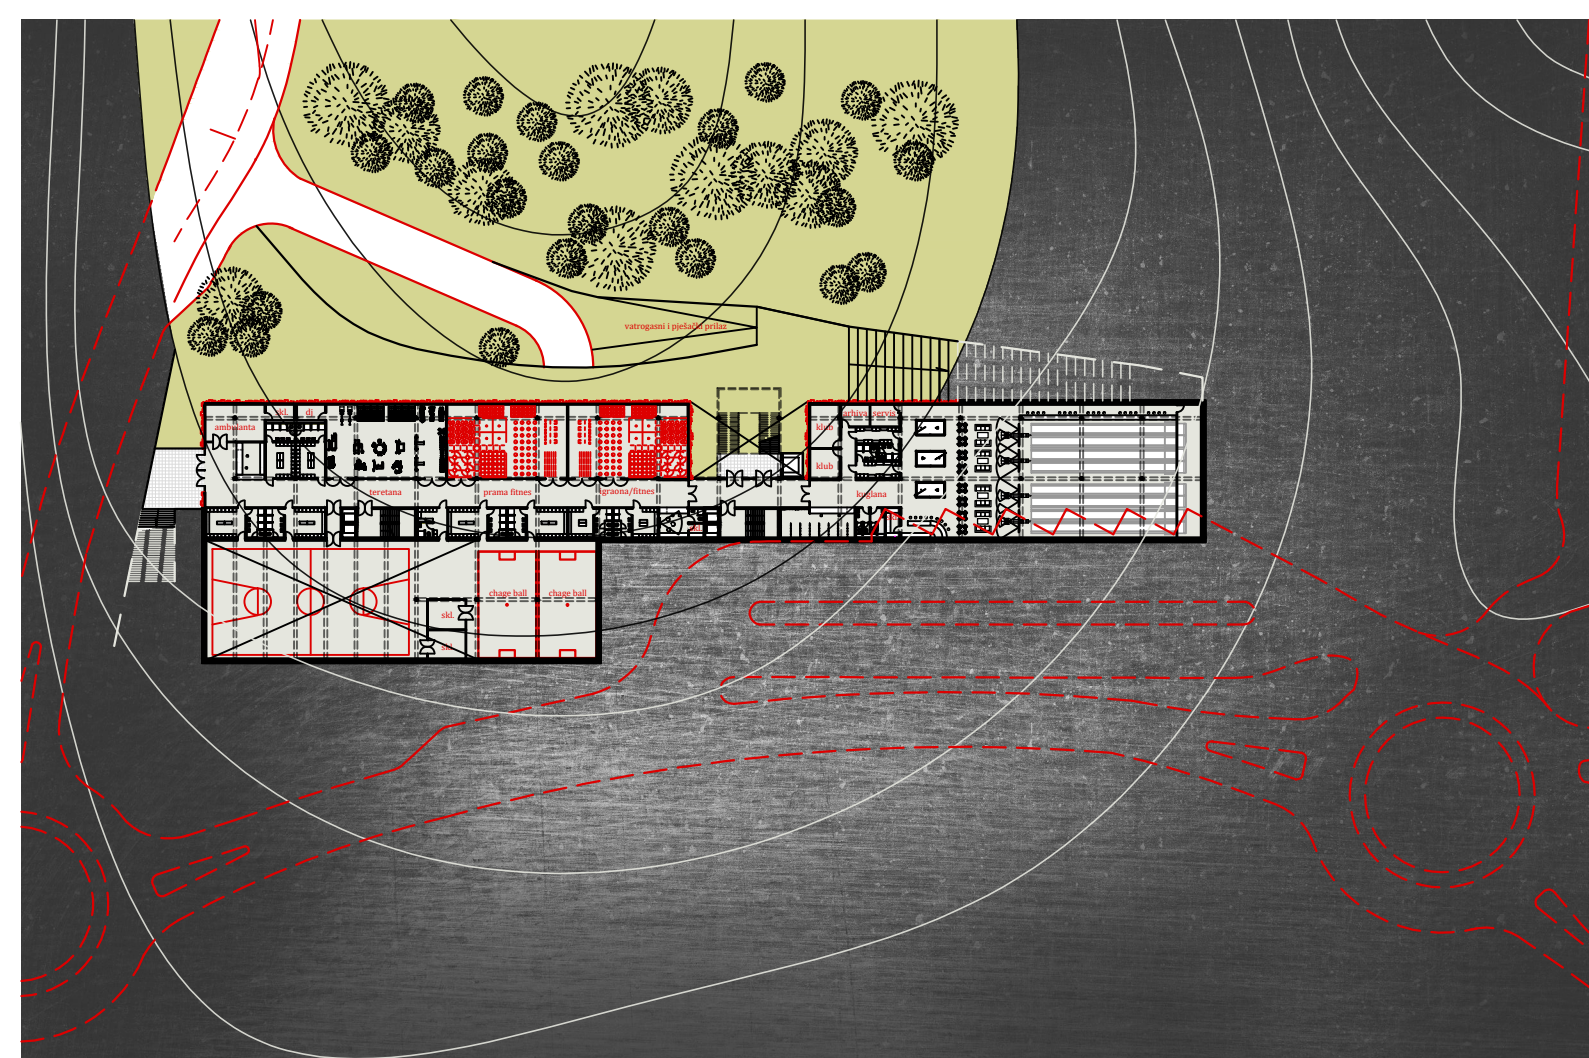 vatrogasni i pješački prilaz
skl. dj
ambulanta
arhiva servis
klub
klub
teretana
prama fitnes
igraona/fitnes
kuglana
skl.
chage ball
chage ball
skl.
skl.